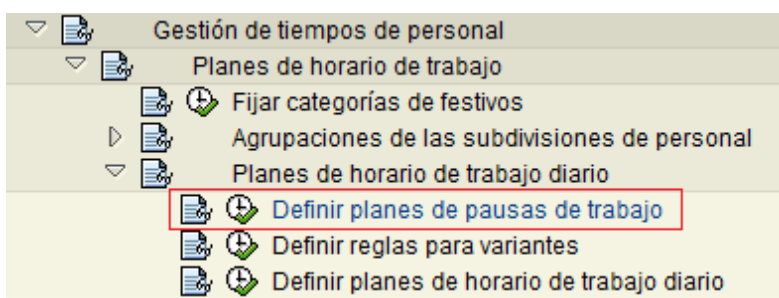 Gestión de tiempos de personal
Planes de horario de trabajo
Fijar categorías de festivos
Agrupaciones de las subdivisiones de personal
Planes de horario de trabajo diario
Definir planes de pausas de trabajo
Definir reglas para variantes
Definir planes de horario de trabajo diario